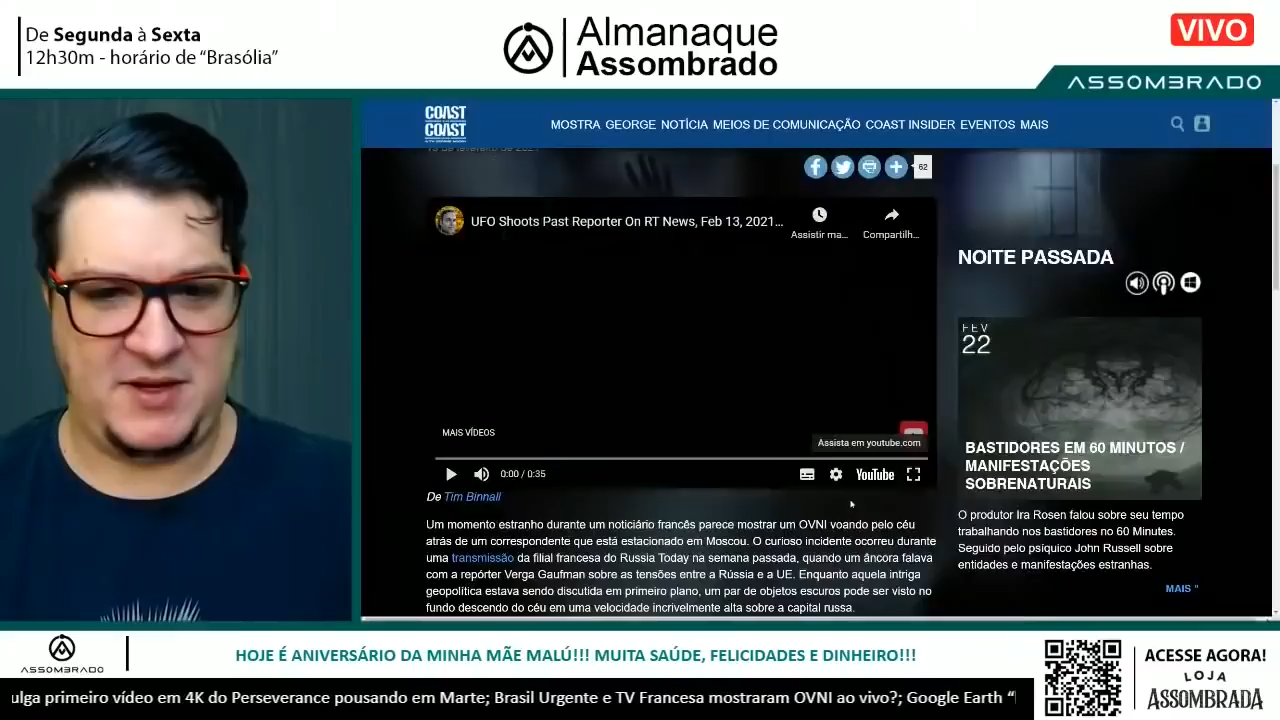 De Segunda à Sexta
12h30m - horário de “Brasólia”
Almanaque
Assombrado
VIVO
ASSOMBRADO
COAST
COAST
MOSTRA GEORGE NOTÍCIA MEIOS DE COMUNICAÇÃO COAST INSIDER EVENTOS MAIS
62
UFO Shoots Past Reporter On RT News, Feb 13, 2021...
Assistir ma...
Compartilh...
MAIS VÍDEOS
Assista em youtube.com
0:00 / 0:35
YouTube
De Tim Binnall
Um momento estranho durante um noticiário francês parece mostrar um OVNI voando pelo céu
atrás de um correspondente que está estacionado em Moscou. O curioso incidente ocorreu durante
uma transmissão da filial francesa do Russia Today na semana passada, quando um âncora falava
com a repórter Verga Gaufman sobre as tensões entre a Rússia e a UE. Enquanto aquela intriga
geopolítica estava sendo discutida em primeiro plano, um par de objetos escuros pode ser visto no
fundo descendo do céu em uma velocidade incrivelmente alta sobre a capital russa.
NOITE PASSADA
FEV
22
BASTIDORES EM 60 MINUTOS /
MANIFESTAÇÕES
SOBRENATURAIS
O produtor Ira Rosen falou sobre seu tempo
trabalhando nos bastidores no 60 Minutes.
Seguido pelo psíquico John Russell sobre
entidades e manifestações estranhas.
MAIS "
ASSOMBRADO
HOJE É ANIVERSÁRIO DA MINHA MÃE MALÚ!!! MUITA SAÚDE, FELICIDADES E DINHEIRO!!!
ACESSE AGORA!
LOJA
ASSOMBRADA
ulga primeiro vídeo em 4K do Perseverance pousando em Marte; Brasil Urgente e TV Francesa mostraram OVNI ao vivo?; Google Earth “